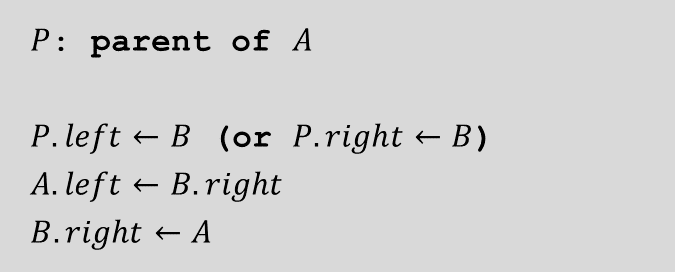 P: parent of A
P.left ← B (or P.right ← B)
A.left ← B.right
B.right ← A